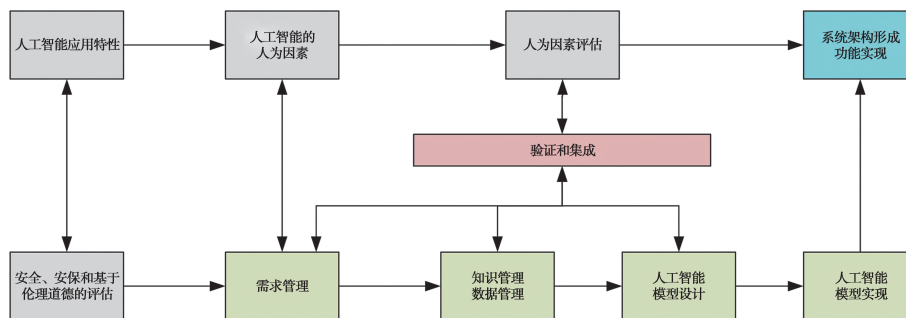 人工智能应用特性
人工智能的
人为因素
人为因素评估
系统架构形成
功能实现
验证和集成
安全、安保和基于
伦理道德的评估
需求管理
知识管理
数据管理
人工智能
模型设计
人工智能
模型实现